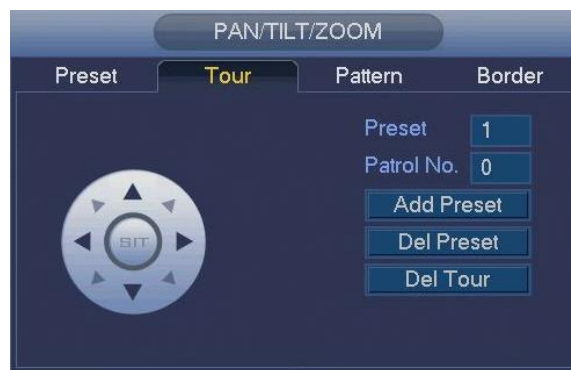 PAN/TILT/ZOOM
Preset Tour Pattern Border
Preset 1
Patrol No. 0
SIT
Add Preset
Del Preset
Del Tour